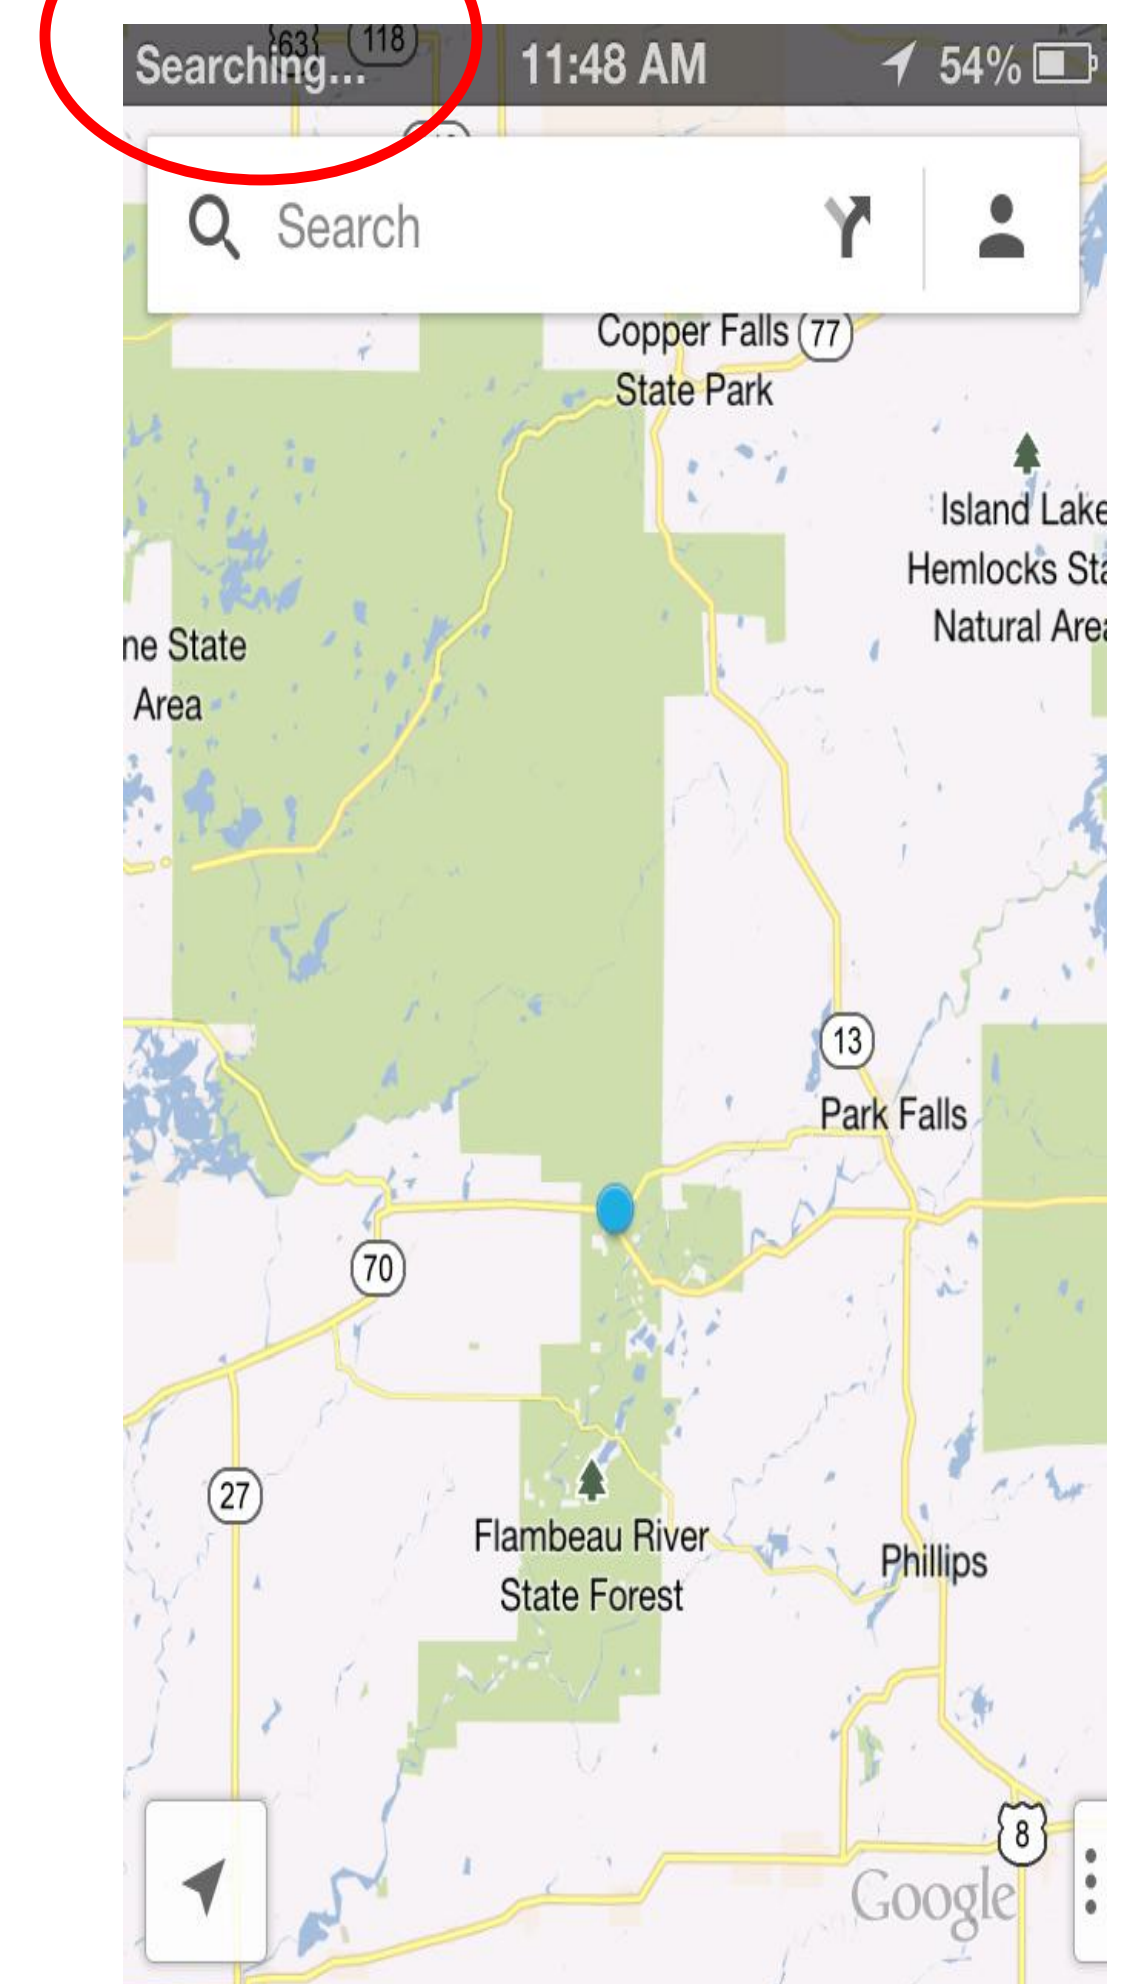 63 118
Searching... 11:48 AM 54%
Search
Copper Falls 77
State Park
Island Lake
Hemlocks Sta
Natural Area
ne State
Area
13
Park Falls
70
27
Flambeau River
State Forest
Phillips
8
Google